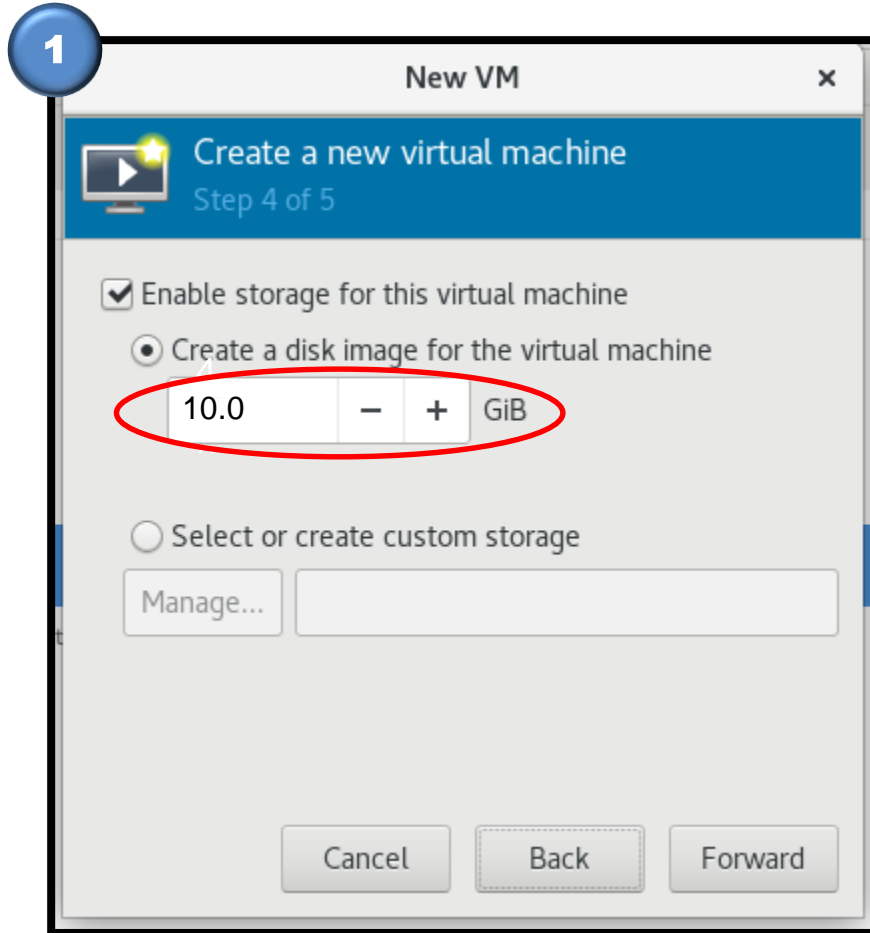 1
New VM
×
Create a new virtual machine
Step 4 of 5
Enable storage for this virtual machine
Create a disk image for the virtual machine
10.0 − + GiB
Select or create custom storage
Manage...
t
Cancel Back Forward